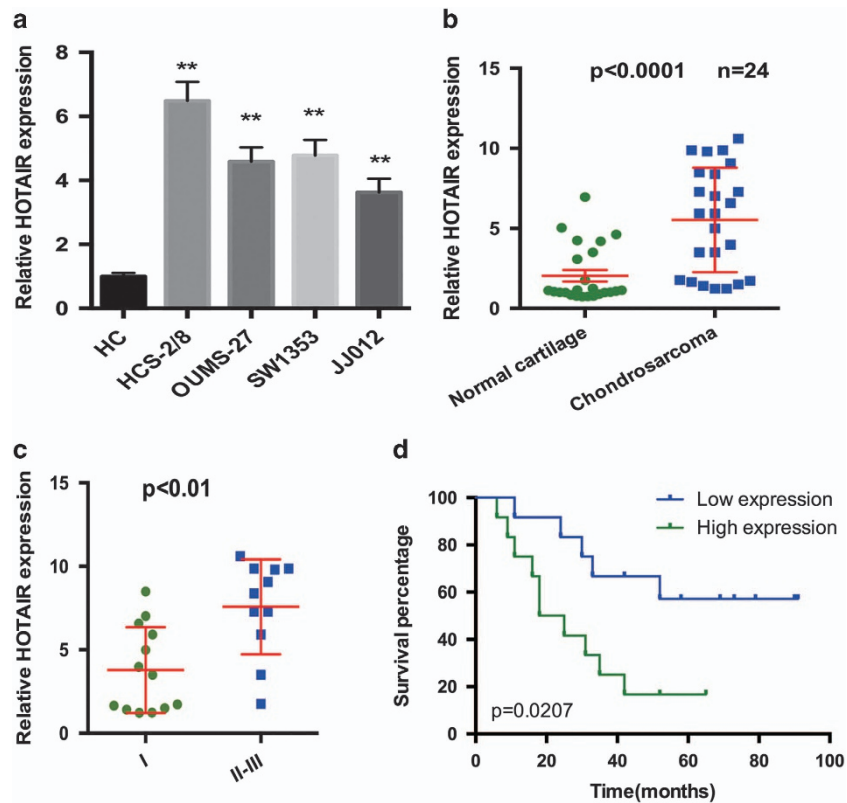 a
Relative HOTAIR expression
8
6
4
2
0
**
**
**
**
HC
HCS-2/8
OUMS-27
SW1353
JJ012
b
Relative HOTAIR expression
15
10
5
0
p<0.0001 n=24
Normal cartilage
Chondrosarcoma
c
Relative HOTAIR expression
15
10
5
0
p<0.01
I
II-III
d
Survival percentage
100
80
60
40
20
0
Low expression
High expression
p=0.0207
0 20 40 60 80 100
Time(months)